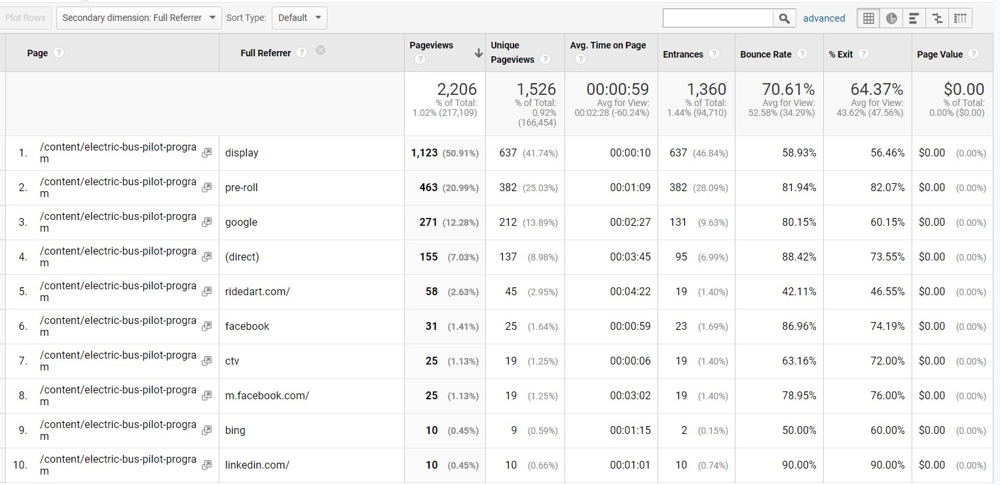 Plot Rows Secondary dimension: Full Referrer Sort Type: Default advanced
Page ? Full Referrer ? Pageviews ? Unique Pageviews ? Avg. Time on Page ? Entrances ? Bounce Rate ? % Exit ? Page Value ?
2,206 1,526 00:00:59 1,360 70.61% 64.37% $0.00
% of Total: % of Total: Avg for View: % of Total: Avg for View: Avg for View: % of Total:
1.02% (217,109) 0.92% 00:02:28 (-60.24%) 1.44% (94,710) 52.58% (34.29%) 43.62% (47.56%) 0.00% ($0.00)
(166,454)
1. /content/electric-bus-pilot-progra
m display 1,123 (50.91%) 637 (41.74%) 00:00:10 637 (46.84%) 58.93% 56.46% $0.00 (0.00%)
2. /content/electric-bus-pilot-progra
m pre-roll 463 (20.99%) 382 (25.03%) 00:01:09 382 (28.09%) 81.94% 82.07% $0.00 (0.00%)
3. /content/electric-bus-pilot-progra
m google 271 (12.28%) 212 (13.89%) 00:02:27 131 (9.63%) 80.15% 60.15% $0.00 (0.00%)
4. /content/electric-bus-pilot-progra
m (direct) 155 (7.03%) 137 (8.98%) 00:03:45 95 (6.99%) 88.42% 73.55% $0.00 (0.00%)
5. /content/electric-bus-pilot-progra
m ridedart.com/ 58 (2.63%) 45 (2.95%) 00:04:22 19 (1.40%) 42.11% 46.55% $0.00 (0.00%)
6. /content/electric-bus-pilot-progra
m facebook 31 (1.41%) 25 (1.64%) 00:00:59 23 (1.69%) 86.96% 74.19% $0.00 (0.00%)
7. /content/electric-bus-pilot-progra
m ctv 25 (1.13%) 19 (1.25%) 00:00:06 19 (1.40%) 63.16% 72.00% $0.00 (0.00%)
8. /content/electric-bus-pilot-progra
m m.facebook.com/ 25 (1.13%) 19 (1.25%) 00:03:02 19 (1.40%) 78.95% 76.00% $0.00 (0.00%)
9. /content/electric-bus-pilot-progra
m bing 10 (0.45%) 9 (0.59%) 00:01:15 2 (0.15%) 50.00% 60.00% $0.00 (0.00%)
10. /content/electric-bus-pilot-progra
m linkedin.com/ 10 (0.45%) 10 (0.66%) 00:01:01 10 (0.74%) 90.00% 90.00% $0.00 (0.00%)